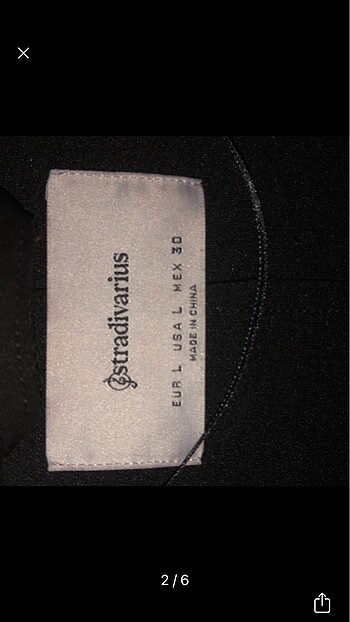 stradivarius
EUR L USA L MEX 30
MADE IN CHINA
2/6